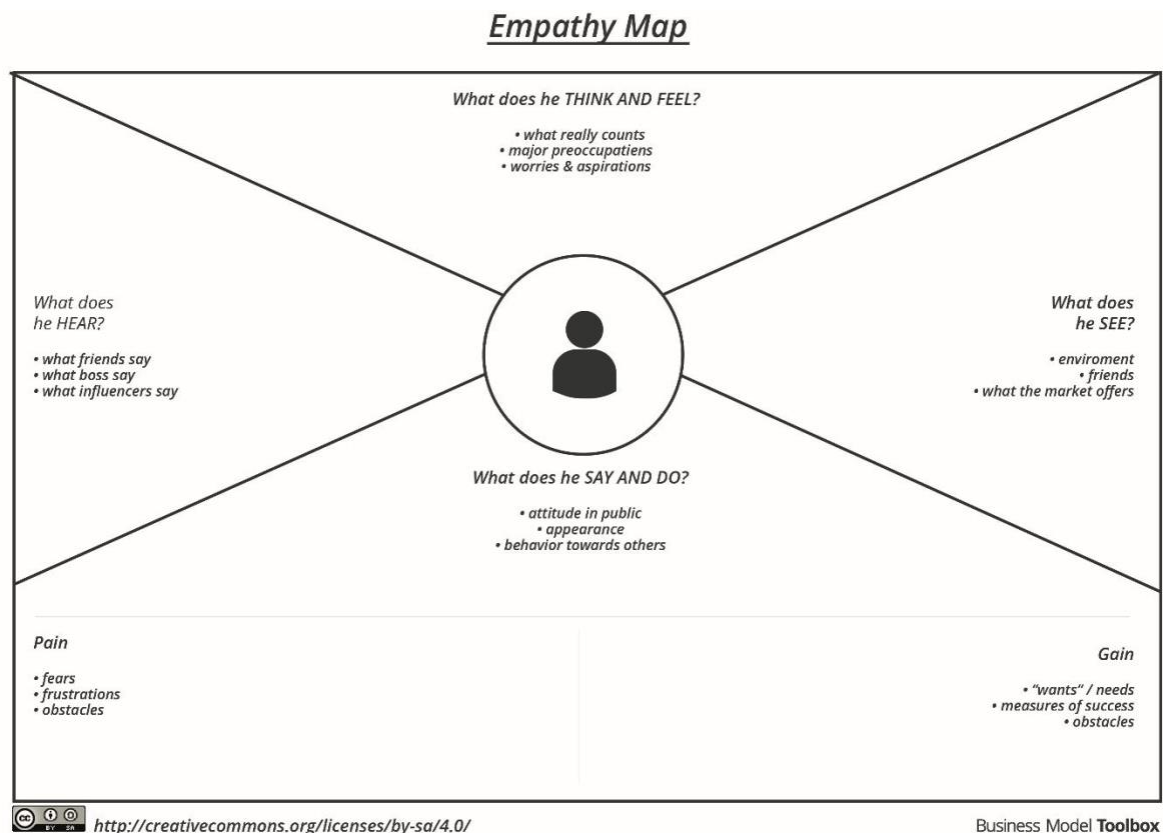 Empathy Map
What does he THINK AND FEEL?
• what really counts
• major preoccupatiens
• worries & aspirations
What does
he HEAR?
• what friends say
• what boss say
• what influencers say
What does
he SEE?
• enviroment
• friends
• what the market offers
What does he SAY AND DO?
• attitude in public
• appearance
• behavior towards others
Pain
• fears
• frustrations
• obstacles
Gain
• “wants” / needs
• measures of success
• obstacles
cc BY SA
http://creativecommons.org/licenses/by-sa/4.0/
Business Model Toolbox